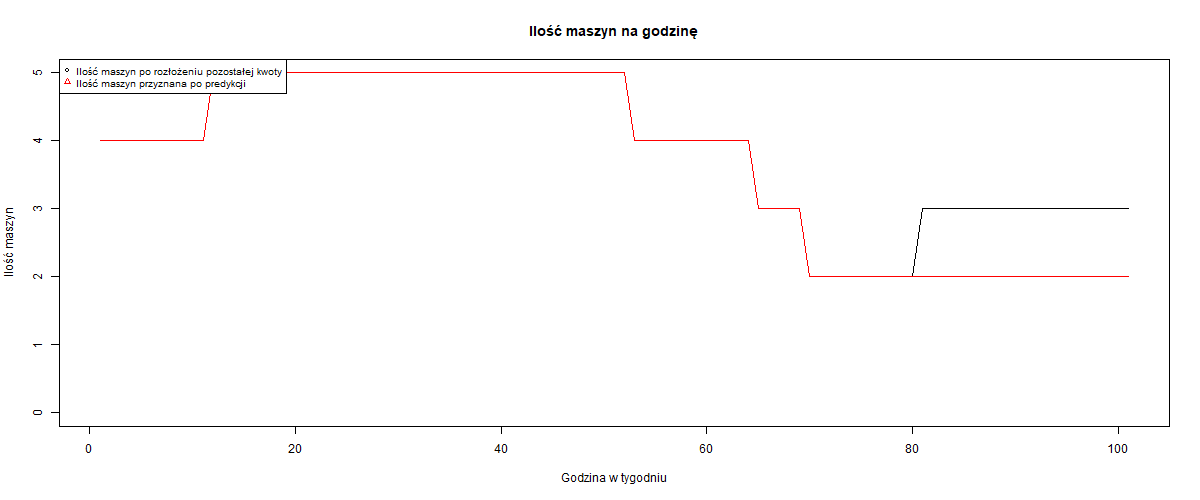 Ilość maszyn na godzinę
Ilość maszyn po rozłożeniu pozostałej kwoty
Ilość maszyn przyznana po predykcji
Ilość maszyn
5
4
3
2
1
0
0 20 40 60 80 100
Godzina w tygodniu